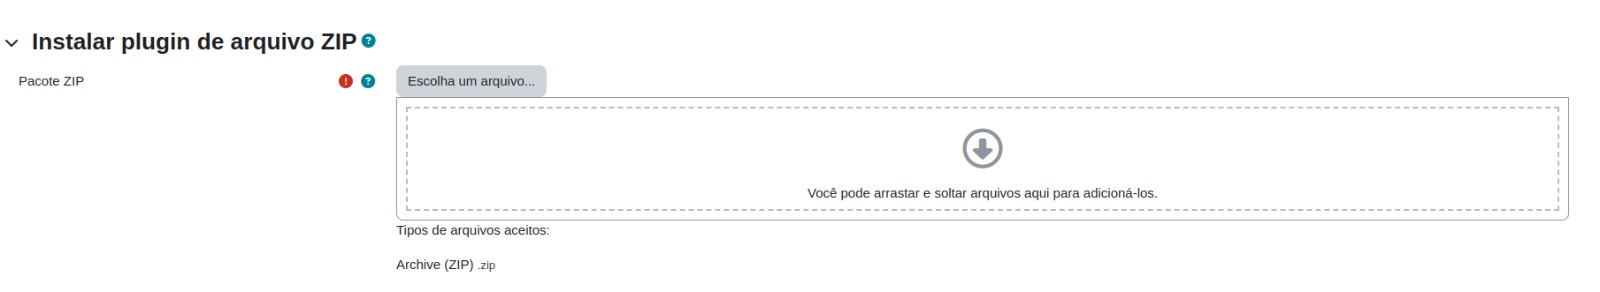 Instalar plugin de arquivo ZIP ?
Pacote ZIP ! ? Escolha um arquivo...
Você pode arrastar e soltar arquivos aqui para adicioná-los.
Tipos de arquivos aceitos:
Archive (ZIP) .zip